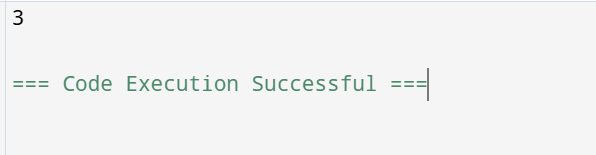 3
=== Code Execution Successful ===